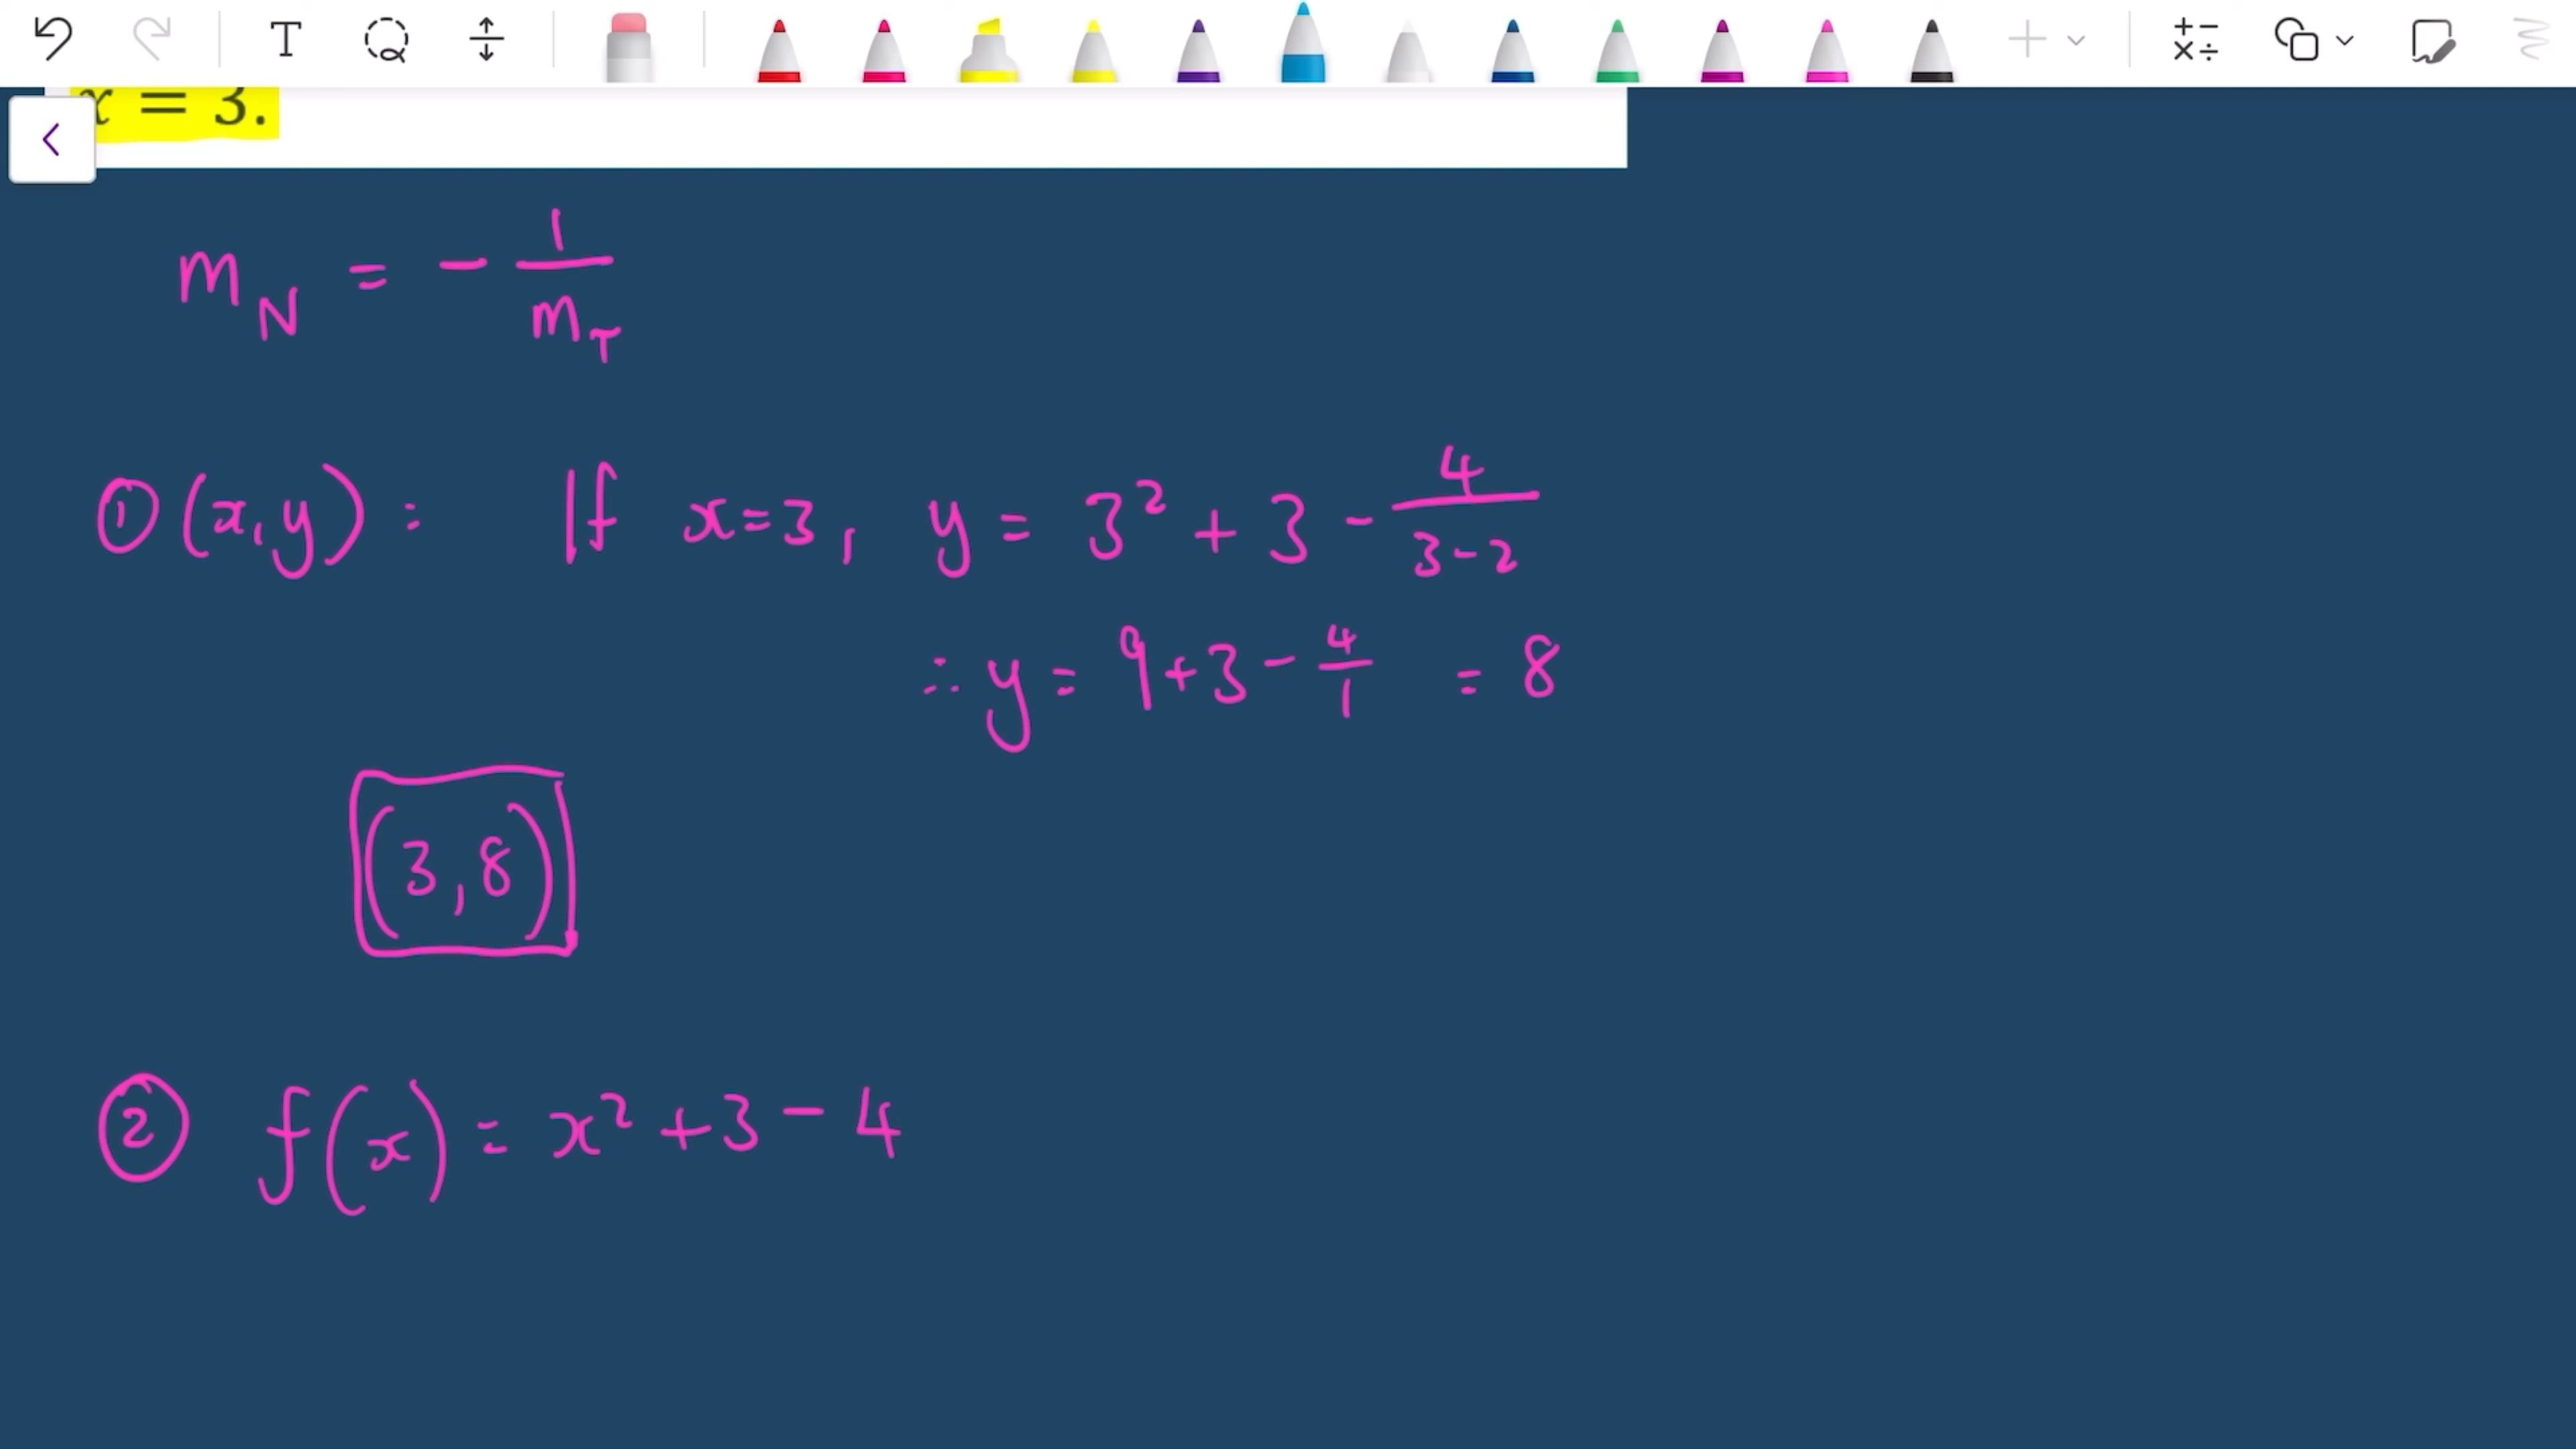 T
x = 3.
m_N = - 1/m_T
① (x,y) : If x=3, y = 3² + 3 - 4/(3-2)
∴ y = 9+3 - 4/1 = 8
(3,8)
② f(x) = x² + 3 - 4